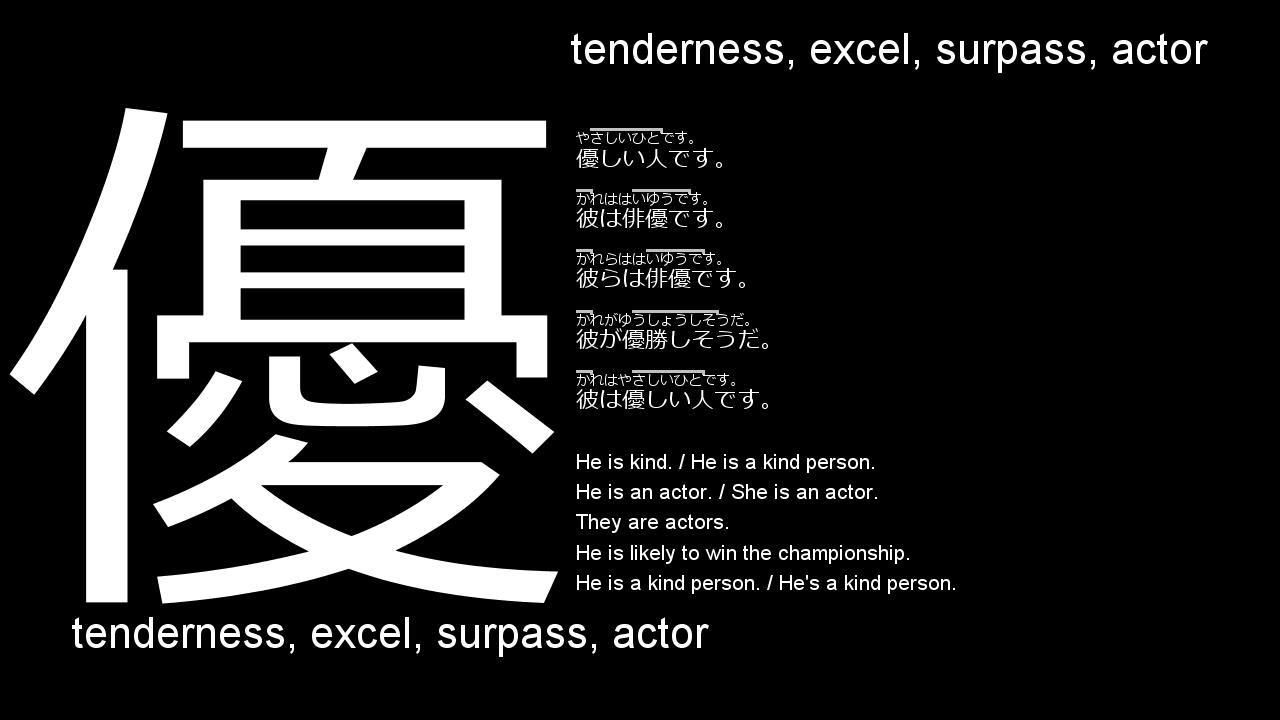 tenderness, excel, surpass, actor
優
やさしいひとです。
優しい人です。
かれははいゆうです。
彼は俳優です。
かれらははいゆうです。
彼らは俳優です。
かれがゆうしょうしそうだ。
彼が優勝しそうだ。
かれはやさしいひとです。
彼は優しい人です。
He is kind. / He is a kind person.
He is an actor. / She is an actor.
They are actors.
He is likely to win the championship.
He is a kind person. / He's a kind person.
tenderness, excel, surpass, actor